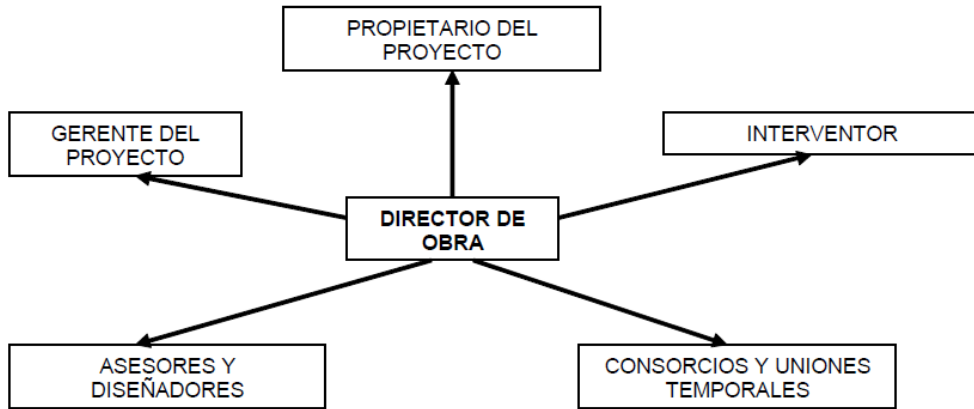 PROPIETARIO DEL
PROYECTO
GERENTE DEL
PROYECTO
INTERVENTOR
DIRECTOR DE
OBRA
ASESORES Y
DISEÑADORES
CONSORCIOS Y UNIONES
TEMPORALES